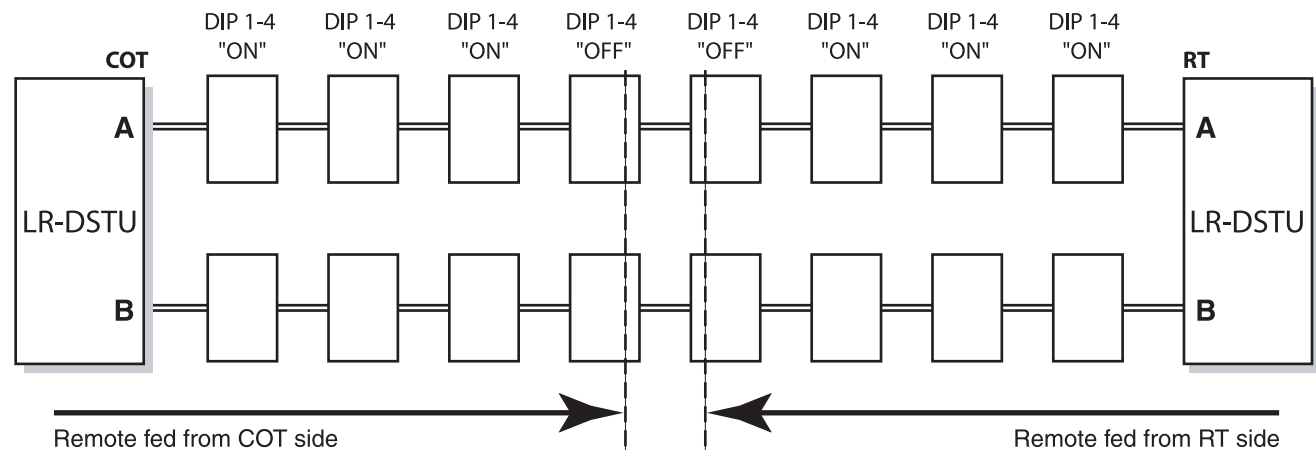 DIP 1-4 DIP 1-4 DIP 1-4 DIP 1-4 DIP 1-4 DIP 1-4 DIP 1-4 DIP 1-4
"ON" "ON" "ON" "OFF" "OFF" "ON" "ON" "ON"
COT RT
A A
LR-DSTU LR-DSTU
B B
Remote fed from COT side Remote fed from RT side